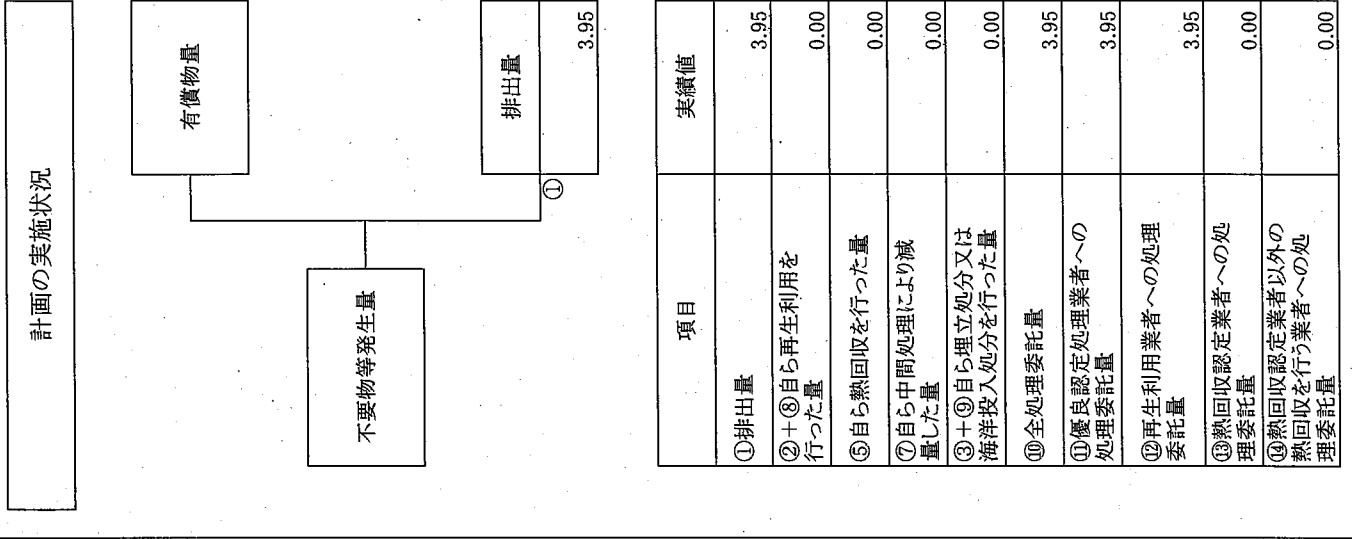 計画の実施状況
有償物量
不要物等発生量
排出量
①
3.95
項目
実績値
①排出量
3.95
②+⑧自ら再生利用を
行った量
0.00
⑤自ら熱回収を行った量
0.00
⑦自ら中間処理により減
量した量
0.00
③+⑨自ら埋立処分又は
海洋投入処分を行った量
0.00
⑩全処理委託量
3.95
⑪優良認定処理業者への
処理委託量
3.95
⑫再生利用業者への処理
委託量
3.95
⑬熱回収認定業者への処
理委託量
0.00
⑭熱回収認定業者以外の
熱回収を行う業者への処
理委託量
0.00